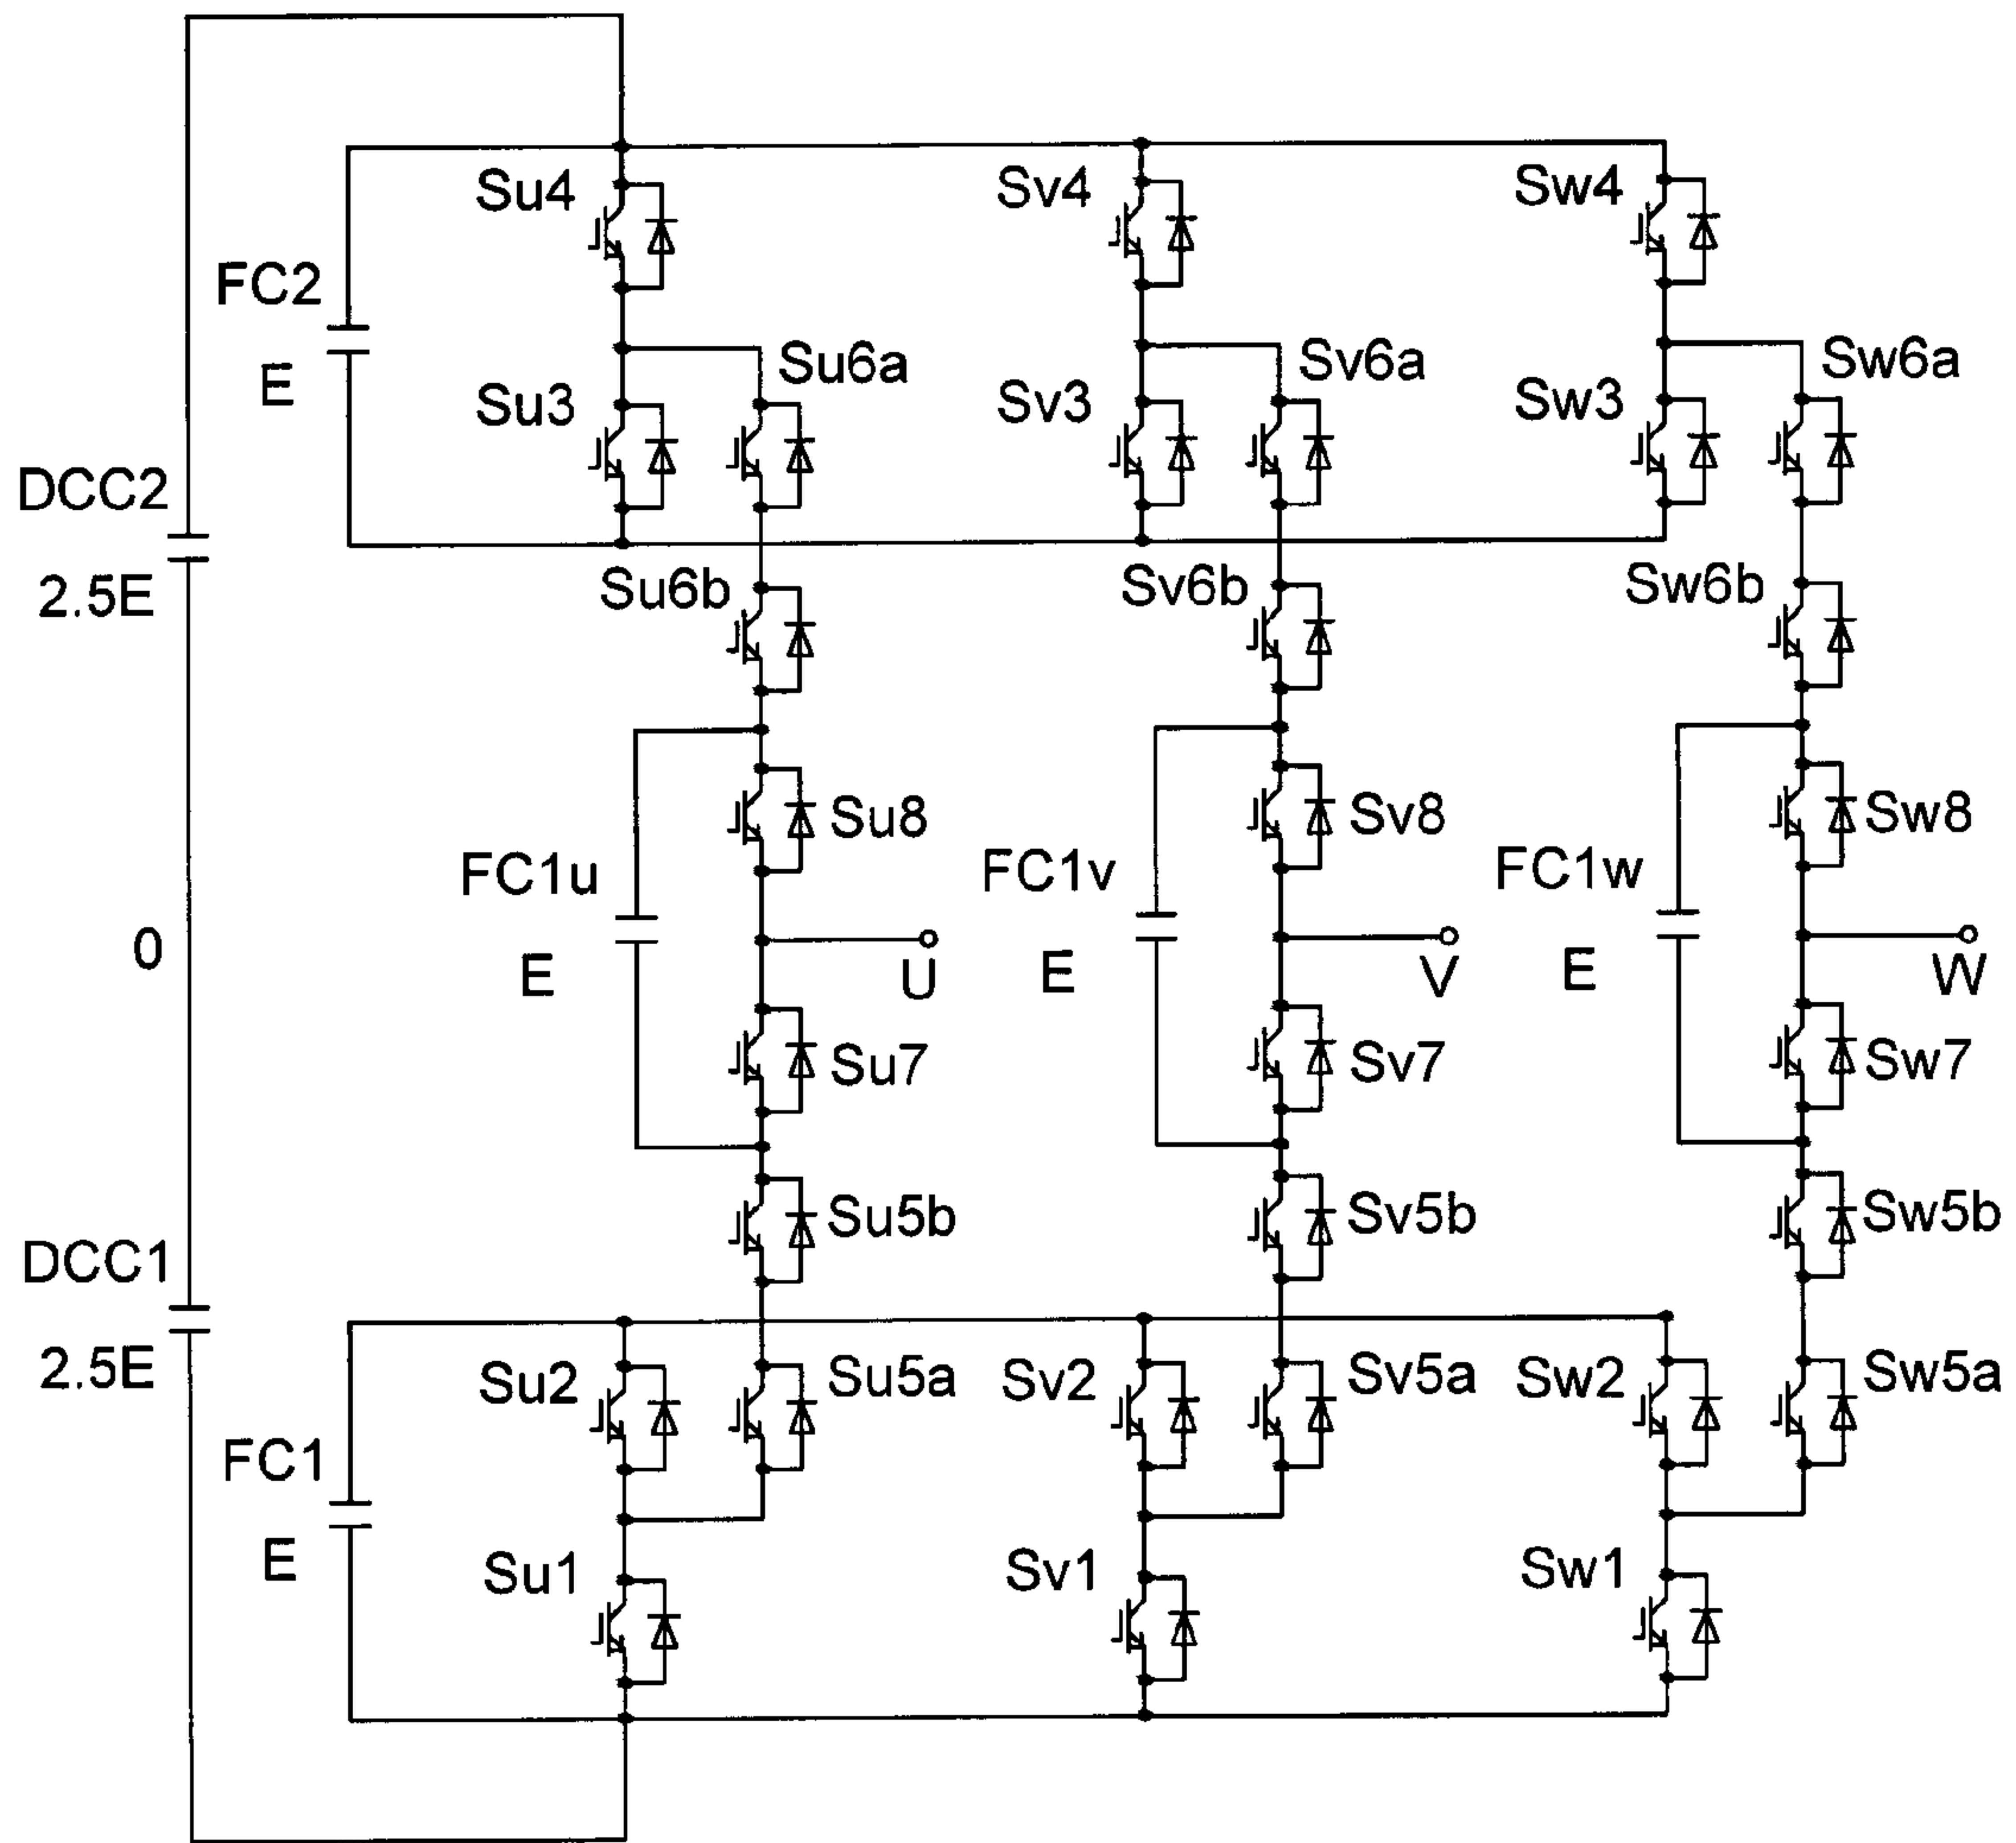 Su4
Sv4
Sw4
FC2
E
Su6a
Sv6a
Sw6a
Su3
Sv3
Sw3
DCC2
2.5E
Su6b
Sv6b
Sw6b
Su8
Sv8
Sw8
FC1u
E
FC1v
E
FC1w
E
0
U
V
W
Su7
Sv7
Sw7
Su5b
Sv5b
Sw5b
DCC1
2.5E
Su2
Su5a
Sv2
Sv5a
Sw2
Sw5a
FC1
E
Su1
Sv1
Sw1